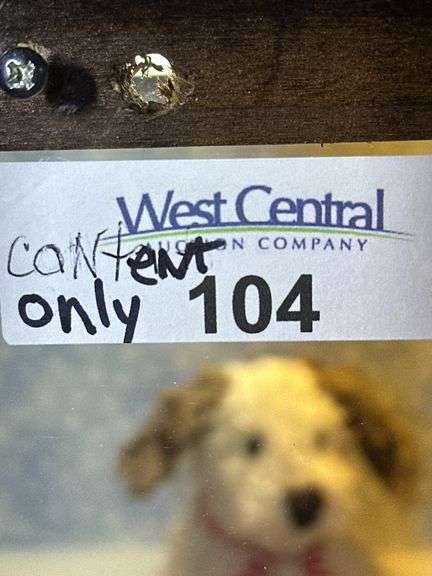 West Central
AUCTION COMPANY
content
only 104